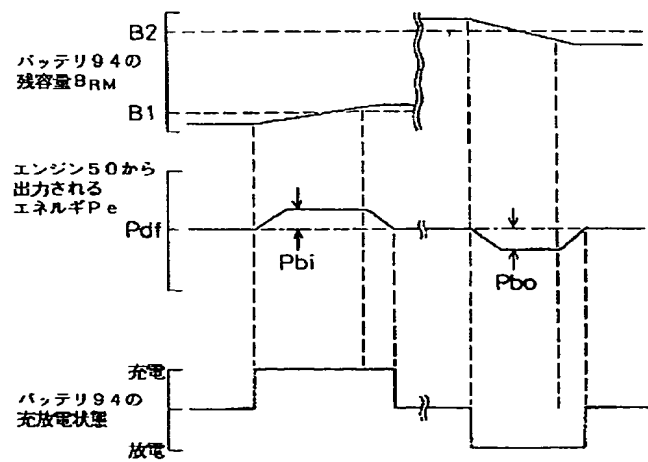 B2
バッテリ94の
残容量BRM
B1
エンジン50から
出力される
エネルギPe
Pdf
Pbi
Pbo
充電
バッテリ94の
充放電状態
放電